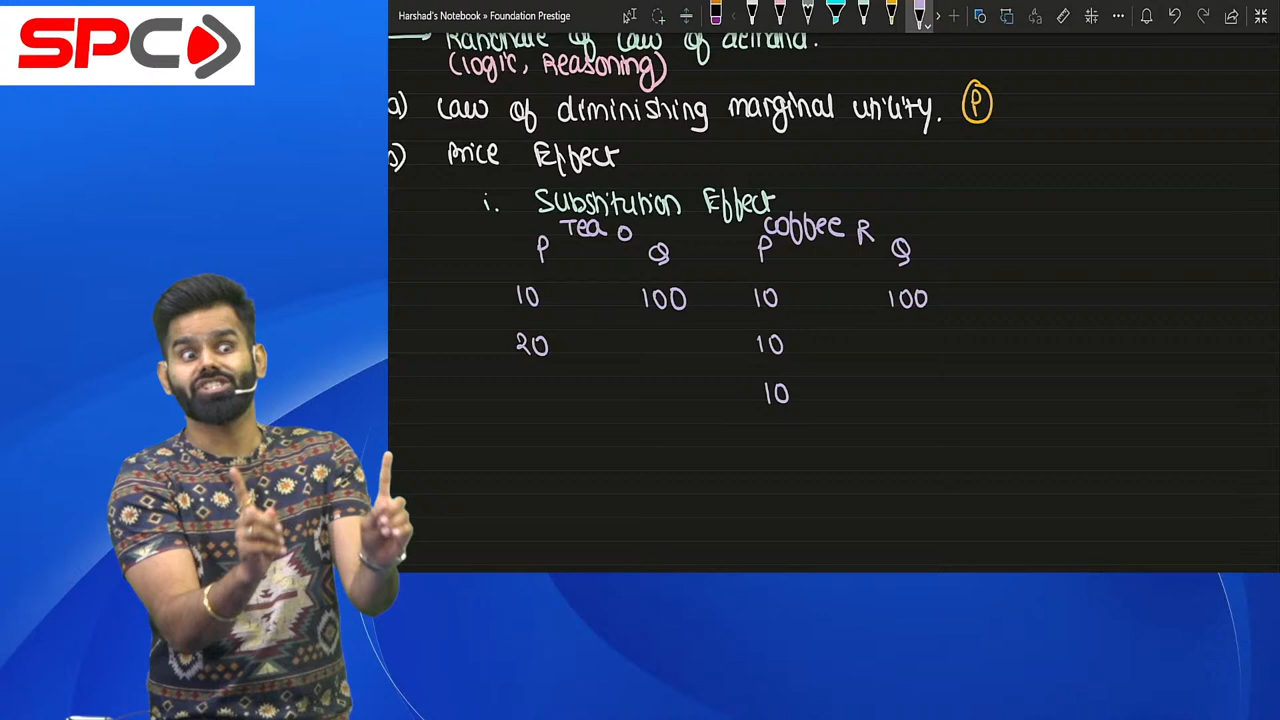 SPC
Harshad's Notebook » Foundation Prestige
Rationale of law of demand.
(logic, Reasoning)
a) Law of diminishing marginal utility. P
b) Price Effect
i. Substitution Effect
Tea O Coffee R
P Q P Q
10 100 10 100
20 10
10